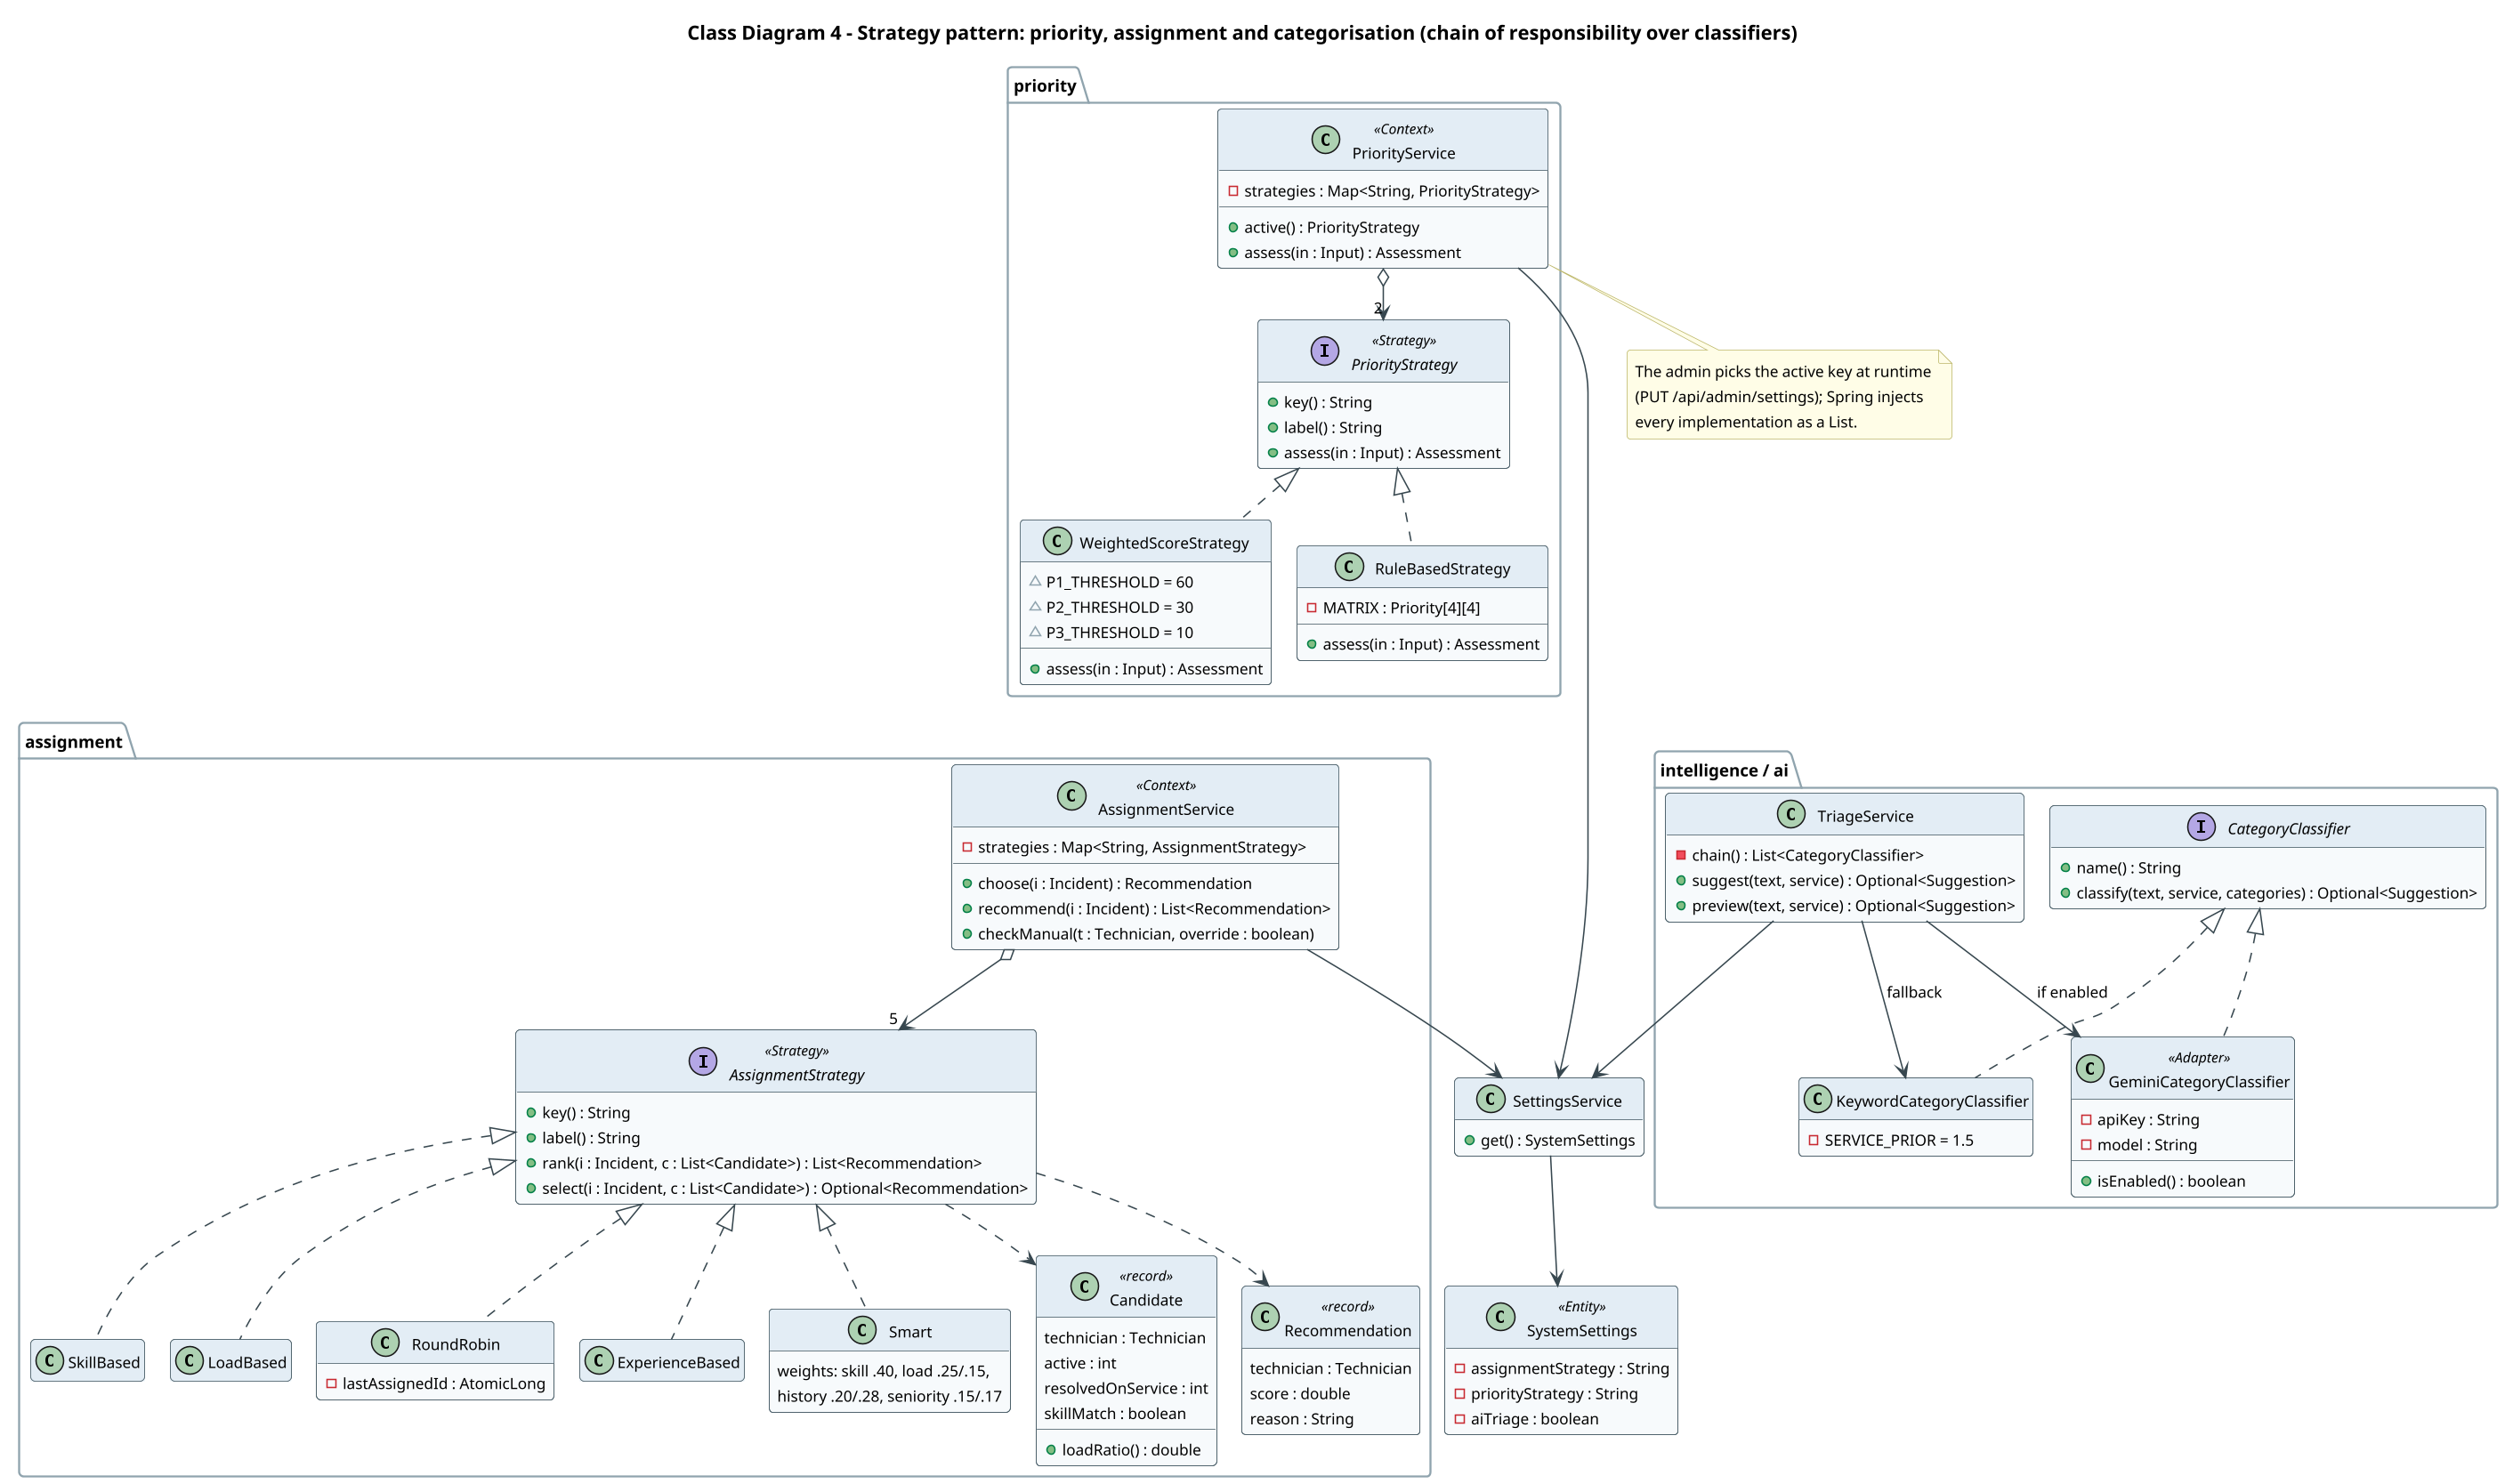 Class Diagram 4 - Strategy pattern: priority, assignment and categorisation (chain of responsibility over classifiers)
priority
C
«Context»
PriorityService
strategies : Map<String, PriorityStrategy>
active() : PriorityStrategy
assess(in : Input) : Assessment
2
I
«Strategy»
PriorityStrategy
key() : String
label() : String
assess(in : Input) : Assessment
The admin picks the active key at runtime
(PUT /api/admin/settings); Spring injects
every implementation as a List.
C
WeightedScoreStrategy
P1_THRESHOLD = 60
P2_THRESHOLD = 30
P3_THRESHOLD = 10
assess(in : Input) : Assessment
C
RuleBasedStrategy
MATRIX : Priority[4][4]
assess(in : Input) : Assessment
assignment
C
«Context»
AssignmentService
strategies : Map<String, AssignmentStrategy>
choose(i : Incident) : Recommendation
recommend(i : Incident) : List<Recommendation>
checkManual(t : Technician, override : boolean)
5
I
«Strategy»
AssignmentStrategy
key() : String
label() : String
rank(i : Incident, c : List<Candidate>) : List<Recommendation>
select(i : Incident, c : List<Candidate>) : Optional<Recommendation>
C
SkillBased
C
LoadBased
C
RoundRobin
lastAssignedId : AtomicLong
C
ExperienceBased
C
Smart
weights: skill .40, load .25/.15,
history .20/.28, seniority .15/.17
C
«record»
Candidate
technician : Technician
active : int
resolvedOnService : int
skillMatch : boolean
loadRatio() : double
C
«record»
Recommendation
technician : Technician
score : double
reason : String
intelligence / ai
C
TriageService
chain() : List<CategoryClassifier>
suggest(text, service) : Optional<Suggestion>
preview(text, service) : Optional<Suggestion>
I
CategoryClassifier
name() : String
classify(text, service, categories) : Optional<Suggestion>
fallback
if enabled
C
KeywordCategoryClassifier
SERVICE_PRIOR = 1.5
C
«Adapter»
GeminiCategoryClassifier
apiKey : String
model : String
isEnabled() : boolean
C
SettingsService
get() : SystemSettings
C
«Entity»
SystemSettings
assignmentStrategy : String
priorityStrategy : String
aiTriage : boolean